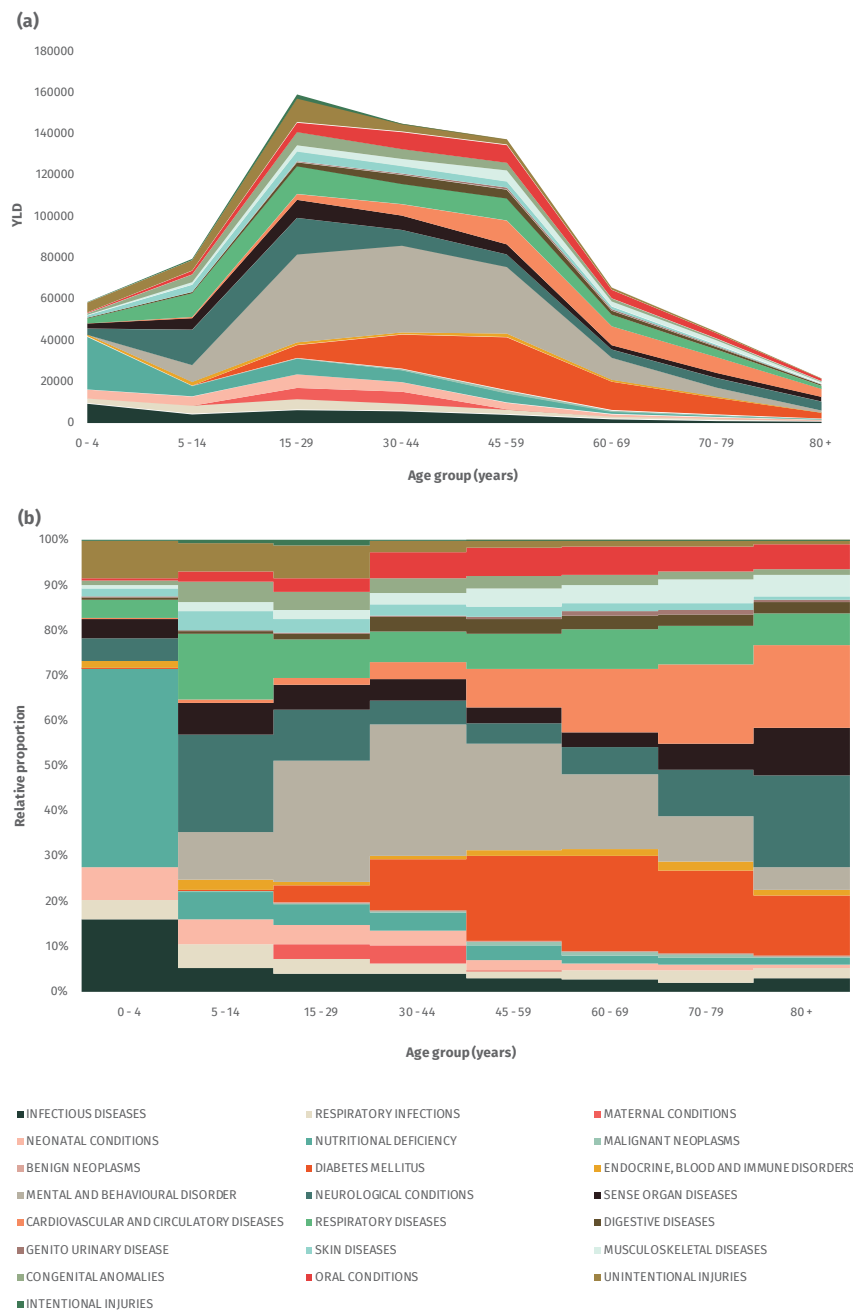 (a)
180000
160000
140000
120000
100000
80000
60000
40000
20000
0
YLD
0 - 4 5 - 14 15 - 29 30 - 44 45 - 59 60 - 69 70 - 79 80 +
Age group (years)
(b)
100%
90%
80%
70%
60%
50%
40%
30%
20%
10%
0%
Relative proportion
0 - 4 5 - 14 15 - 29 30 - 44 45 - 59 60 - 69 70 - 79 80 +
Age group (years)
INFECTIOUS DISEASES RESPIRATORY INFECTIONS MATERNAL CONDITIONS
NEONATAL CONDITIONS NUTRITIONAL DEFICIENCY MALIGNANT NEOPLASMS
BENIGN NEOPLASMS DIABETES MELLITUS ENDOCRINE, BLOOD AND IMMUNE DISORDERS
MENTAL AND BEHAVIOURAL DISORDER NEUROLOGICAL CONDITIONS SENSE ORGAN DISEASES
CARDIOVASCULAR AND CIRCULATORY DISEASES RESPIRATORY DISEASES DIGESTIVE DISEASES
GENITO URINARY DISEASE SKIN DISEASES MUSCULOSKELETAL DISEASES
CONGENITAL ANOMALIES ORAL CONDITIONS UNINTENTIONAL INJURIES
INTENTIONAL INJURIES